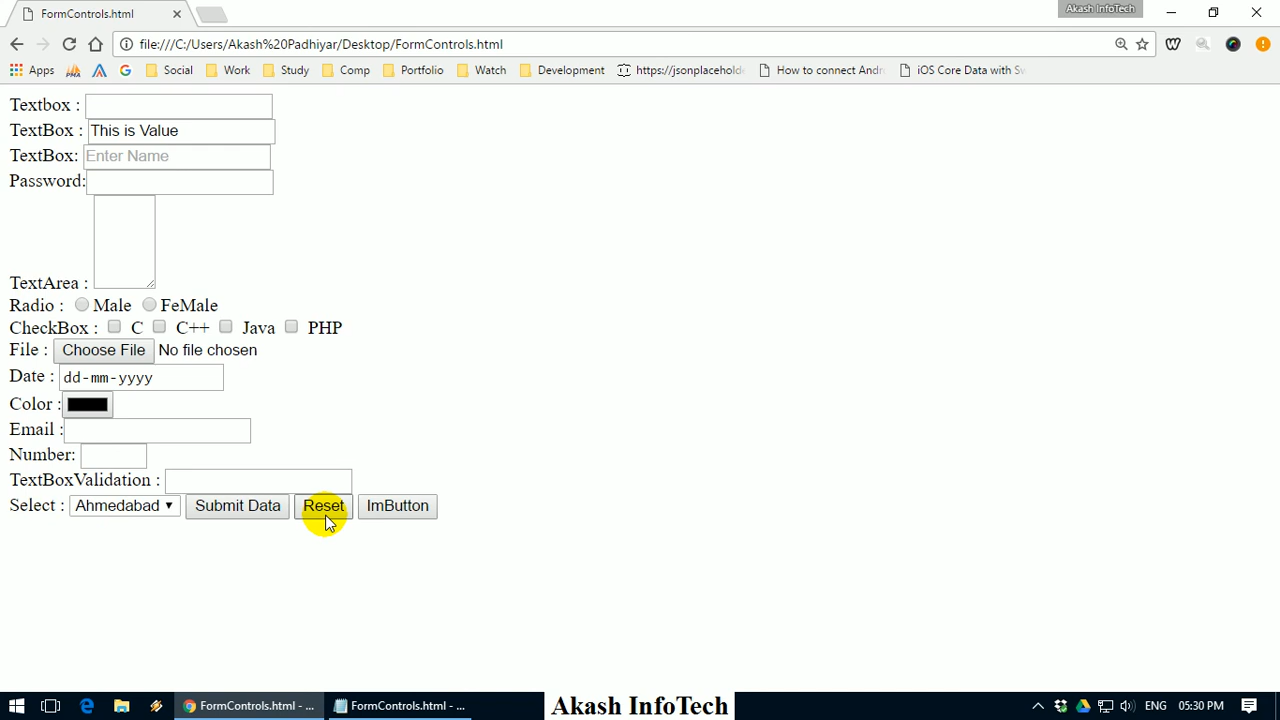 FormControls.html
Akash InfoTech
file:///C:/Users/Akash%20Padhiyar/Desktop/FormControls.html
Apps Social Work Study Comp Portfolio Watch Development https://jsonplaceholde How to connect Andr iOS Core Data with Sw
Textbox :
TextBox : This is Value
TextBox: Enter Name
Password:
TextArea :
Radio : Male FeMale
CheckBox : C C++ Java PHP
File : Choose File No file chosen
Date : dd-mm-yyyy
Color :
Email :
Number:
TextBoxValidation :
Select : Ahmedabad Submit Data Reset ImButton
FormControls.html - ... FormControls.html - ... Akash InfoTech ENG 05:30 PM